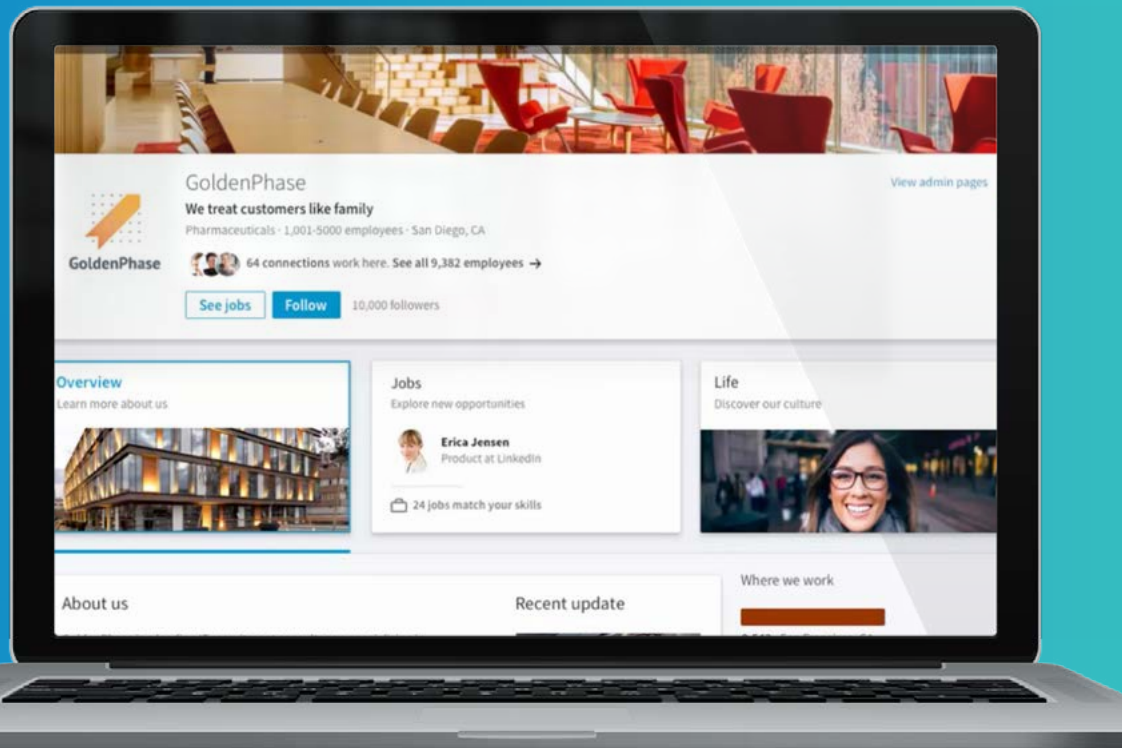 GoldenPhase
We treat customers like family
Pharmaceuticals · 1,001-5000 employees · San Diego, CA
View admin pages
GoldenPhase
64 connections work here. See all 9,382 employees →
See jobs
Follow
10,000 followers
Overview
Learn more about us
Jobs
Explore new opportunities
Erica Jensen
Product at LinkedIn
24 jobs match your skills
Life
Discover our culture
About us
Recent update
Where we work